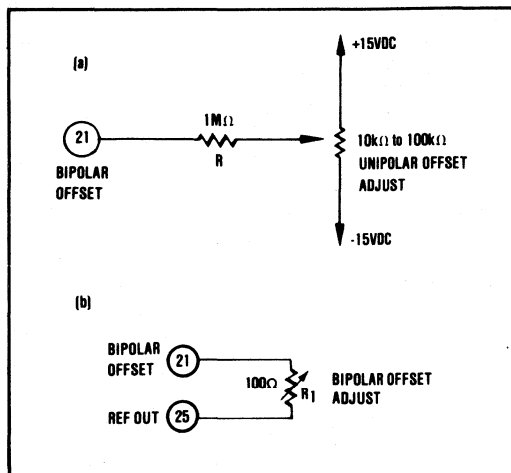 (a)
+15VDC
1MΩ
21
R
10kΩ to 100kΩ
UNIPOLAR OFFSET
ADJUST
BIPOLAR
OFFSET
-15VDC
(b)
BIPOLAR
OFFSET
21
100Ω
R1
BIPOLAR OFFSET
ADJUST
REF OUT
25